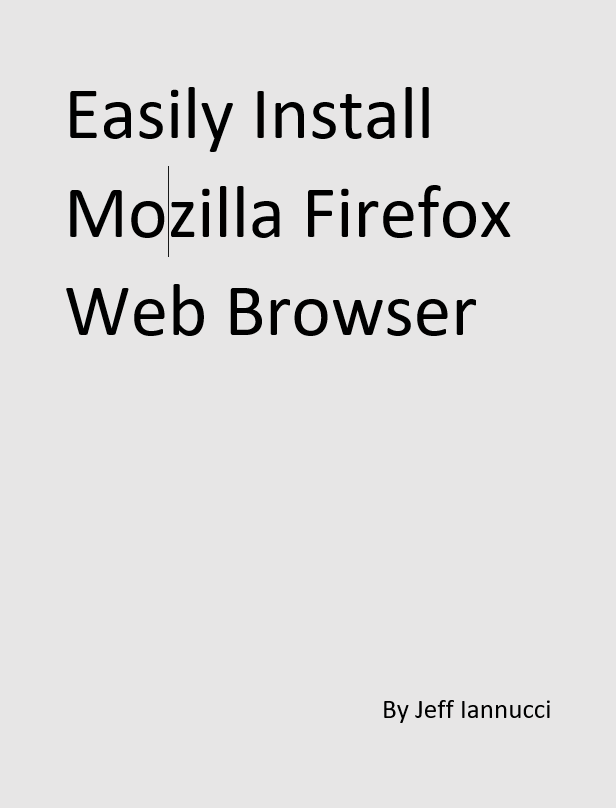 Easily Install
Mozilla Firefox
Web Browser
By Jeff Iannucci